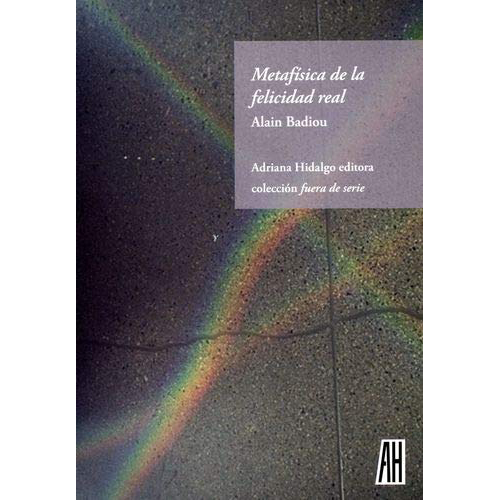 Metafísica de la
felicidad real
Alain Badiou
Adriana Hidalgo editora
colección fuera de serie
AH